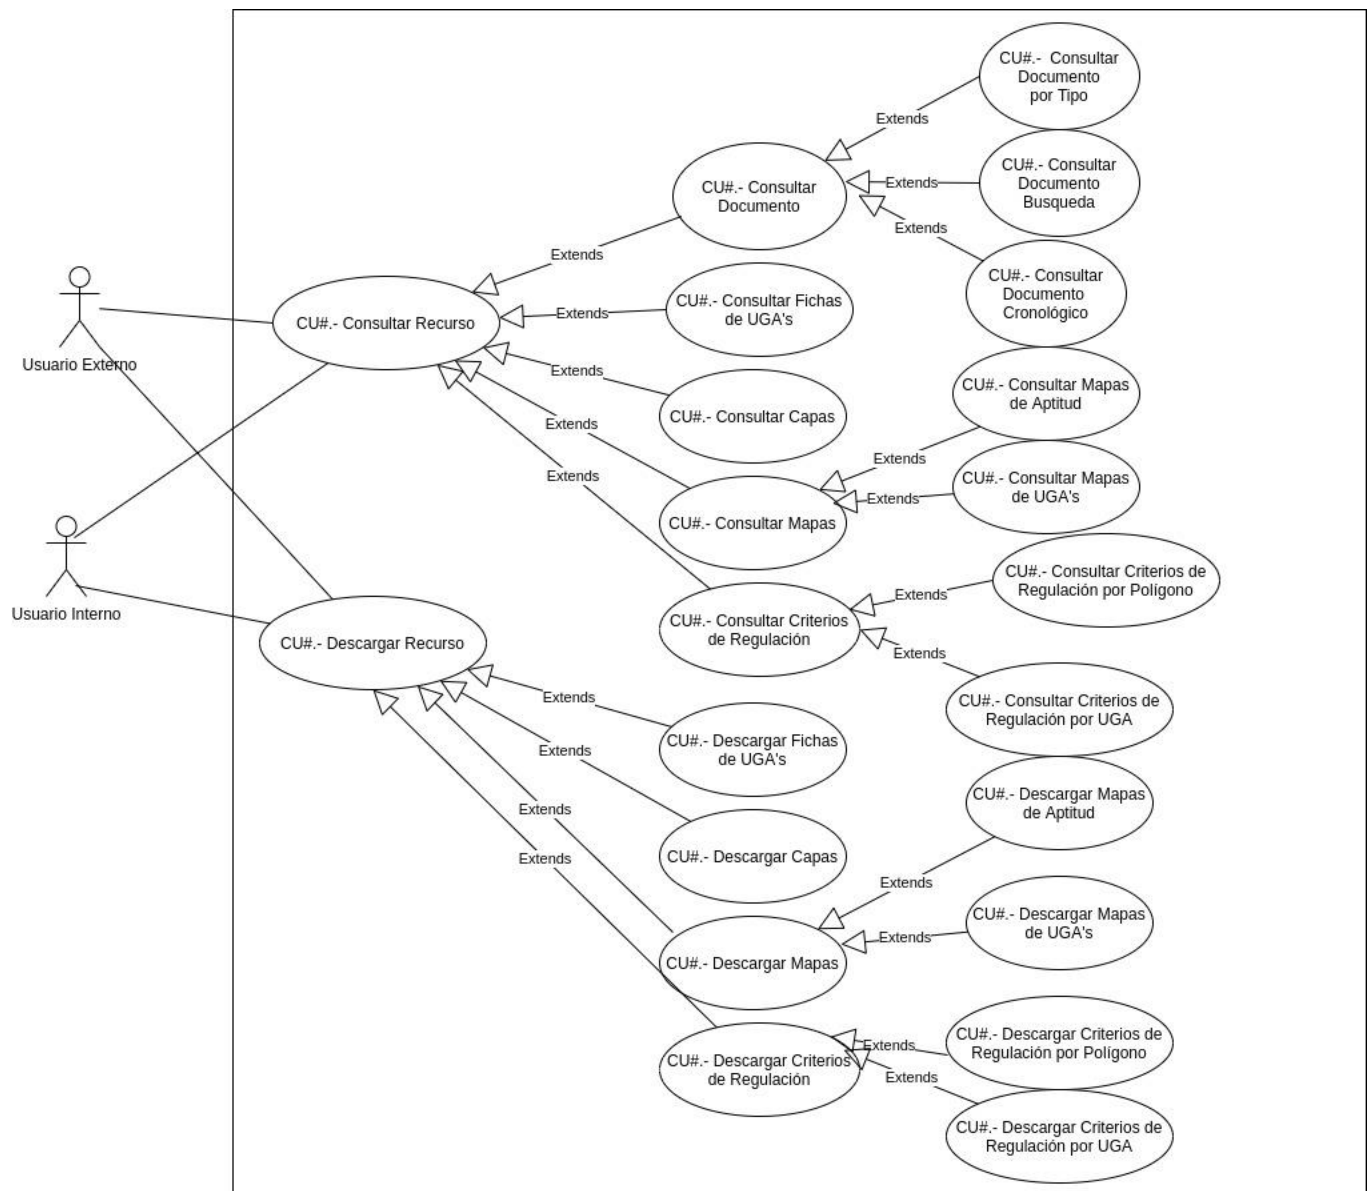 CU#.- Consultar
Documento
por Tipo
Extends
CU#.- Consultar
Documento
Extends
CU#.- Consultar
Documento
Busqueda
Extends
CU#.- Consultar
Documento
Cronológico
Extends
Usuario Externo
CU#.- Consultar Recurso
Extends
CU#.- Consultar Fichas
de UGA's
Extends
CU#.- Consultar Capas
Extends
CU#.- Consultar Mapas
Extends
CU#.- Consultar Mapas
de Aptitud
Extends
CU#.- Consultar Mapas
de UGA's
Extends
CU#.- Consultar Criterios
de Regulación
Extends
CU#.- Consultar Criterios de
Regulación por Polígono
Extends
CU#.- Consultar Criterios de
Regulación por UGA
Usuario Interno
CU#.- Descargar Recurso
Extends
CU#.- Descargar Fichas
de UGA's
Extends
CU#.- Descargar Capas
Extends
CU#.- Descargar Mapas
Extends
CU#.- Descargar Mapas
de Aptitud
Extends
CU#.- Descargar Mapas
de UGA's
Extends
CU#.- Descargar Criterios
de Regulación
Extends
CU#.- Descargar Criterios de
Regulación por Polígono
Extends
CU#.- Descargar Criterios de
Regulación por UGA